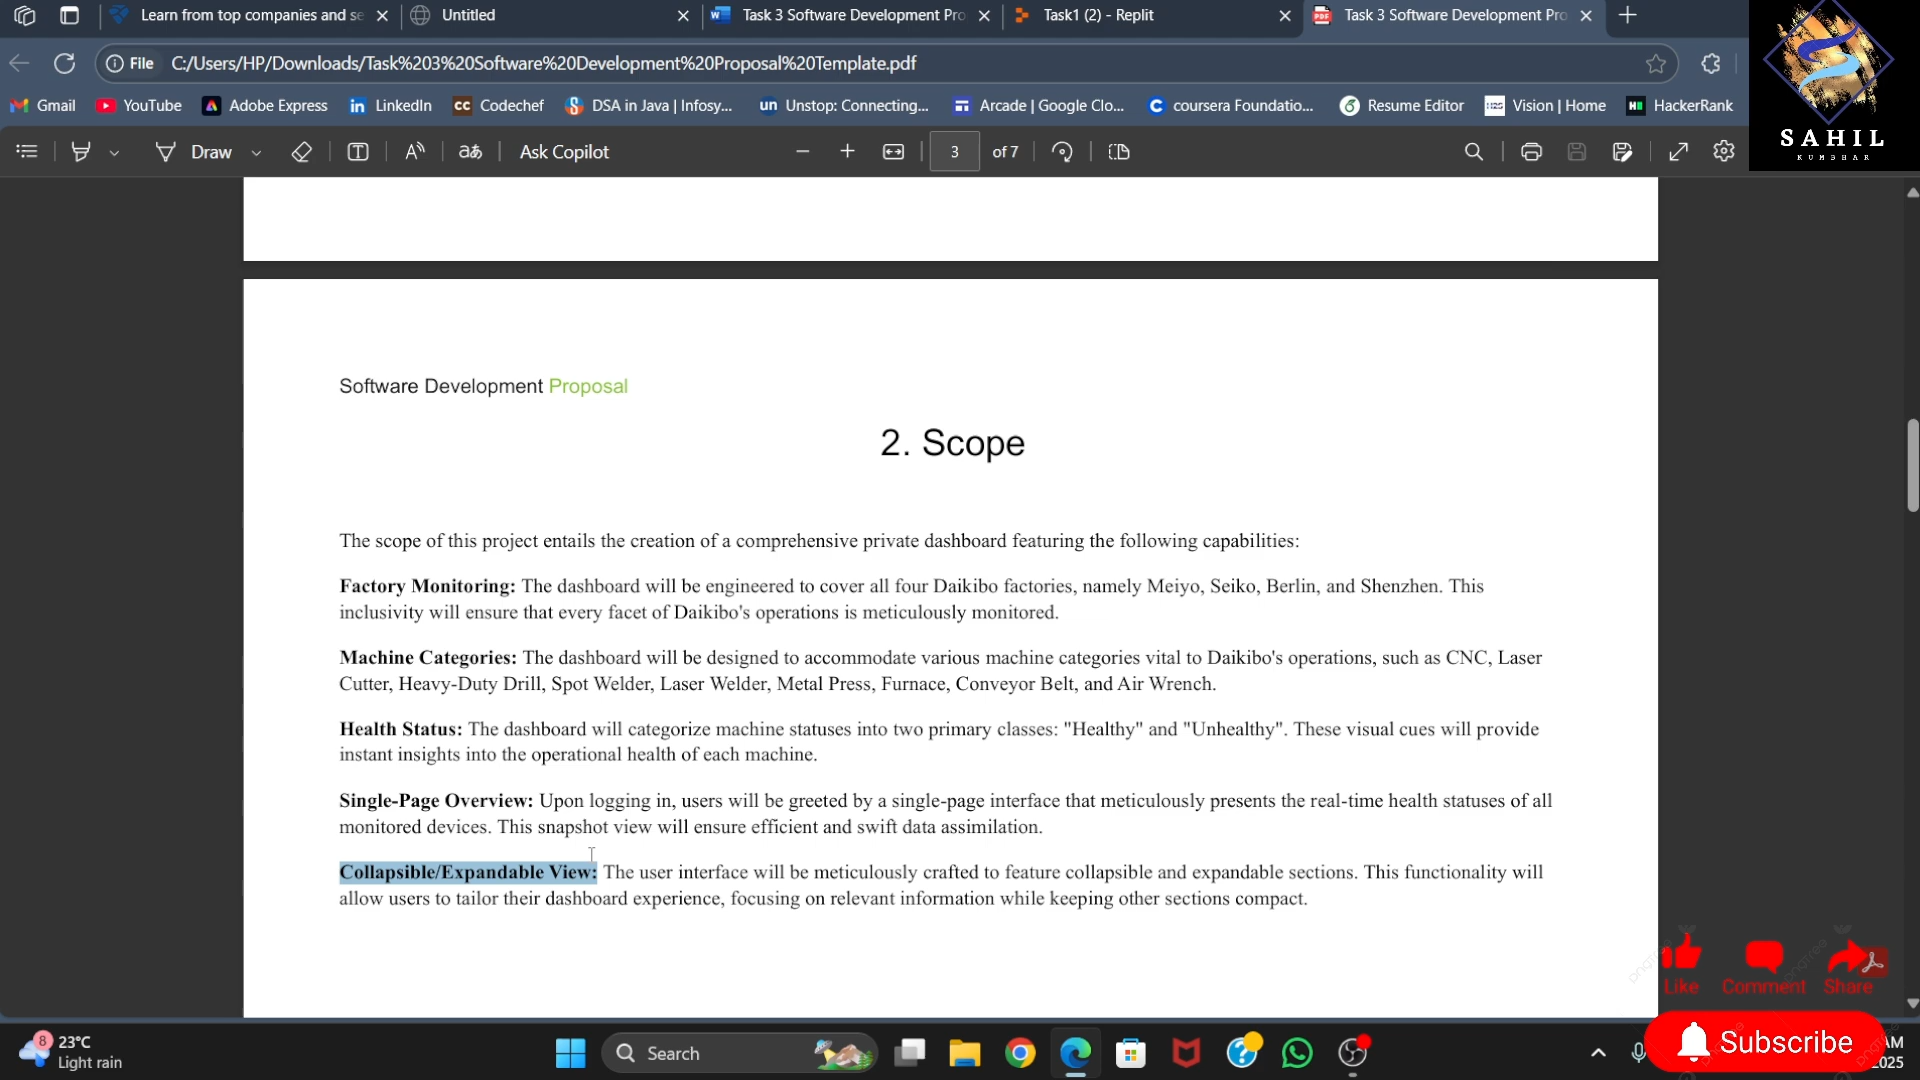 Learn from top companies and se
Untitled
Task 3 Software Development Pro
Task1 (2) - Replit
Task 3 Software Development Pro
File C:/Users/HP/Downloads/Task%203%20Software%20Development%20Proposal%20Template.pdf
Gmail YouTube Adobe Express LinkedIn Codechef DSA in Java | Infosy... Unstop: Connecting... Arcade | Google Clo... coursera Foundatio... Resume Editor Vision | Home HackerRank
SAHIL
KUMBHAR
Draw Ask Copilot 3 of 7
Software Development Proposal
2. Scope
The scope of this project entails the creation of a comprehensive private dashboard featuring the following capabilities:
Factory Monitoring: The dashboard will be engineered to cover all four Daikibo factories, namely Meiyo, Seiko, Berlin, and Shenzhen. This
inclusivity will ensure that every facet of Daikibo's operations is meticulously monitored.
Machine Categories: The dashboard will be designed to accommodate various machine categories vital to Daikibo's operations, such as CNC, Laser
Cutter, Heavy-Duty Drill, Spot Welder, Laser Welder, Metal Press, Furnace, Conveyor Belt, and Air Wrench.
Health Status: The dashboard will categorize machine statuses into two primary classes: "Healthy" and "Unhealthy". These visual cues will provide
instant insights into the operational health of each machine.
Single-Page Overview: Upon logging in, users will be greeted by a single-page interface that meticulously presents the real-time health statuses of all
monitored devices. This snapshot view will ensure efficient and swift data assimilation.
Collapsible/Expandable View: The user interface will be meticulously crafted to feature collapsible and expandable sections. This functionality will
allow users to tailor their dashboard experience, focusing on relevant information while keeping other sections compact.
Like Comment Share
Subscribe
8
23°C
Light rain
Search
AM
2025